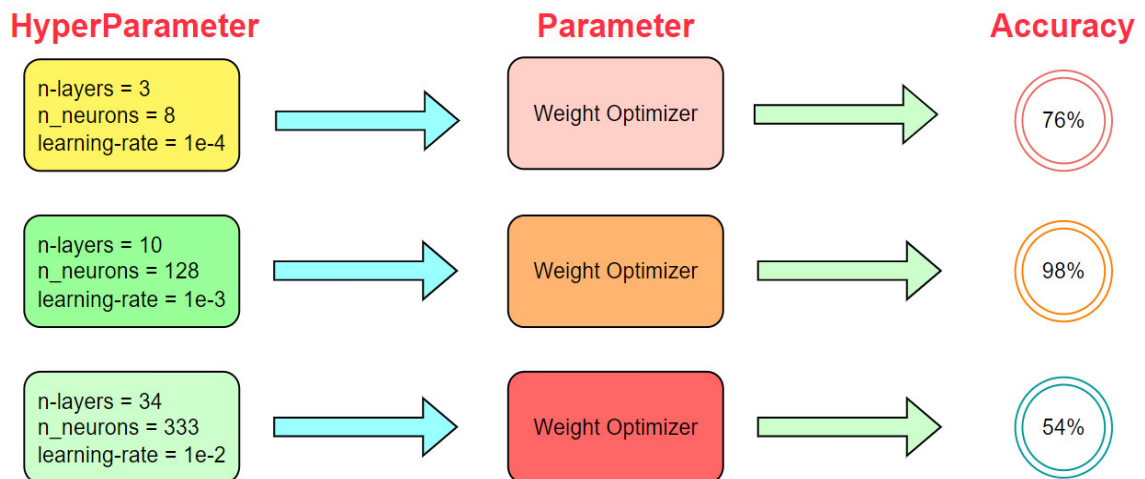 HyperParameter
Parameter
Accuracy
n-layers = 3
n_neurons = 8
learning-rate = 1e-4
Weight Optimizer
76%
n-layers = 10
n_neurons = 128
learning-rate = 1e-3
Weight Optimizer
98%
n-layers = 34
n_neurons = 333
learning-rate = 1e-2
Weight Optimizer
54%